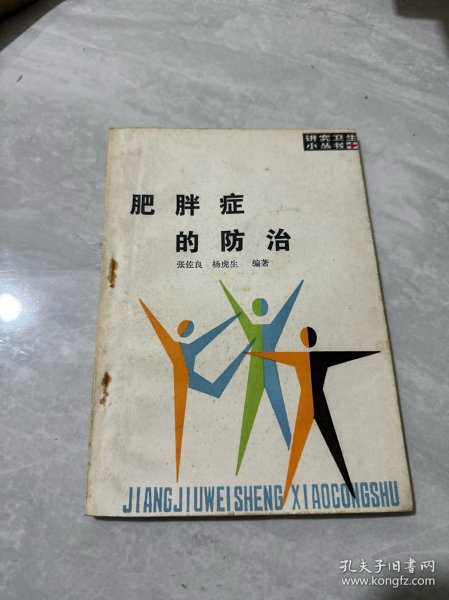 讲究卫生
小丛书
肥胖症
的防治
张佐良 杨虎生 编著
JIANGJIUWEISHENG XIAOCONGSHU
孔夫子旧书网
www.kongfz.com